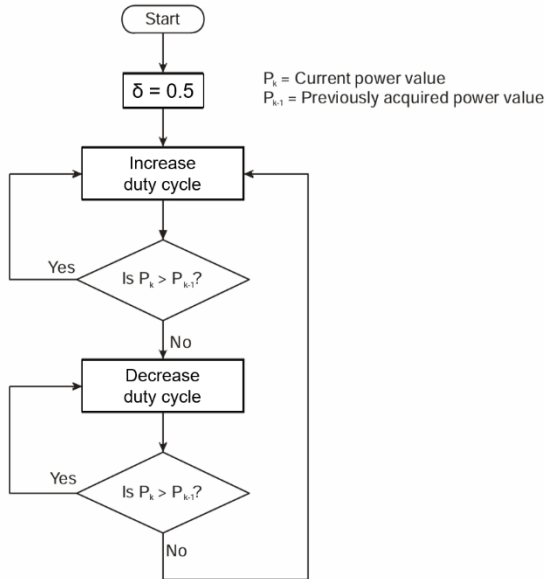 Start
δ = 0.5
Pₖ = Current power value
Pₖ₋₁ = Previously acquired power value
Increase
duty cycle
Yes
Is Pₖ > Pₖ₋₁?
No
Decrease
duty cycle
Yes
Is Pₖ > Pₖ₋₁?
No